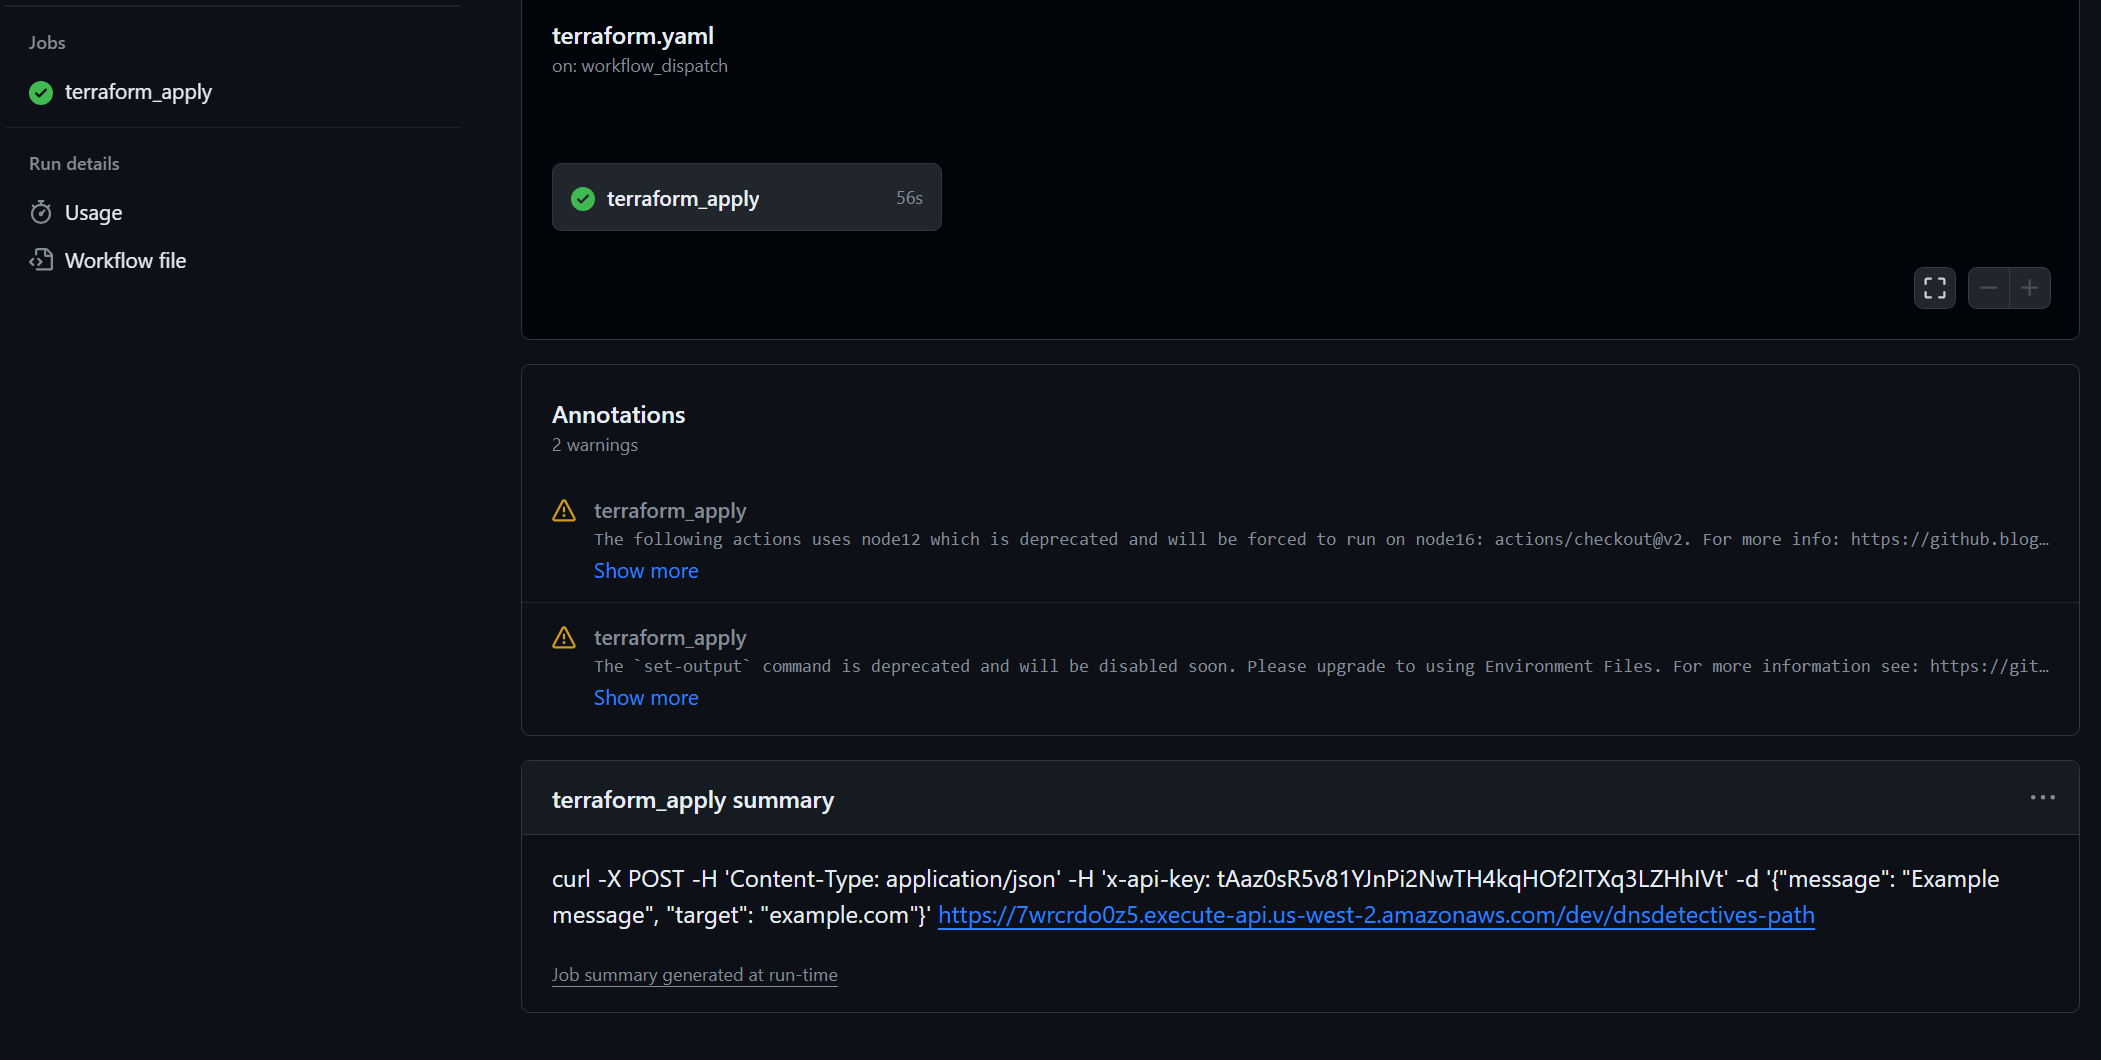 Jobs
terraform_apply
Run details
Usage
Workflow file
terraform.yaml
on: workflow_dispatch
terraform_apply 56s
Annotations
2 warnings
terraform_apply
The following actions uses node12 which is deprecated and will be forced to run on node16: actions/checkout@v2. For more info: https://github.blog…
Show more
terraform_apply
The `set-output` command is deprecated and will be disabled soon. Please upgrade to using Environment Files. For more information see: https://git…
Show more
terraform_apply summary
curl -X POST -H 'Content-Type: application/json' -H 'x-api-key: tAaz0sR5v81YJnPi2NwTH4kqHOf2ITXq3LZHhIVt' -d '{"message": "Example
message", "target": "example.com"}' https://7wrcrdo0z5.execute-api.us-west-2.amazonaws.com/dev/dnsdetectives-path
Job summary generated at run-time